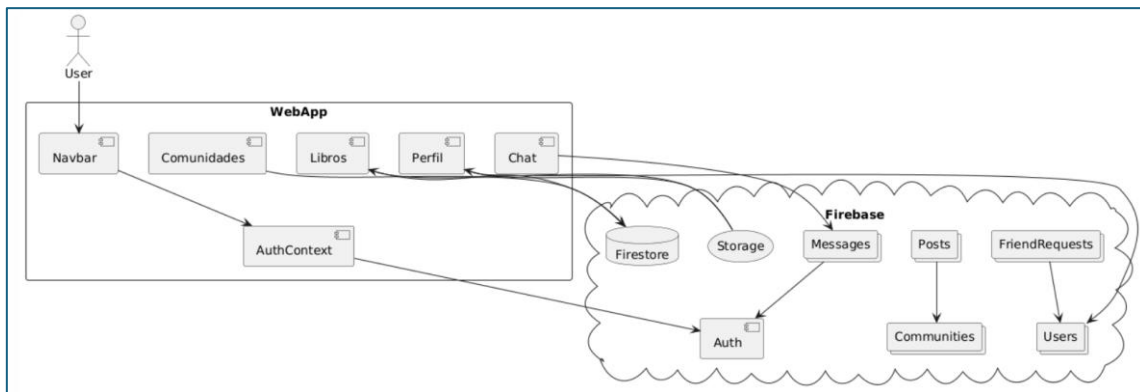 User
WebApp
Navbar
Comunidades
Libros
Perfil
Chat
AuthContext
Firebase
Firestore
Storage
Messages
Posts
FriendRequests
Auth
Communities
Users